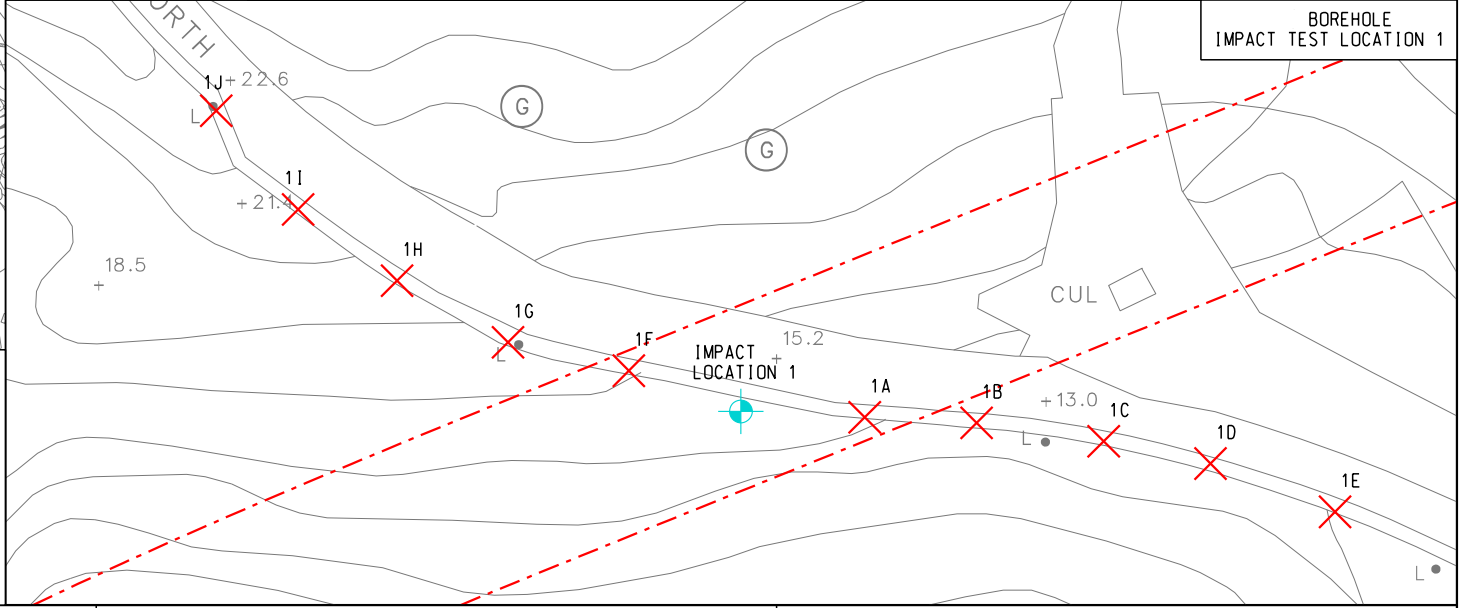 BOREHOLE
IMPACT TEST LOCATION 1
ORTH
1J
+22.6
L
G
G
1I
+21.4
1H
18.5
+
CUL
1G
L
1F
15.2
+
IMPACT
LOCATION 1
1A
1B
+13.0
1C
L
1D
1E
L